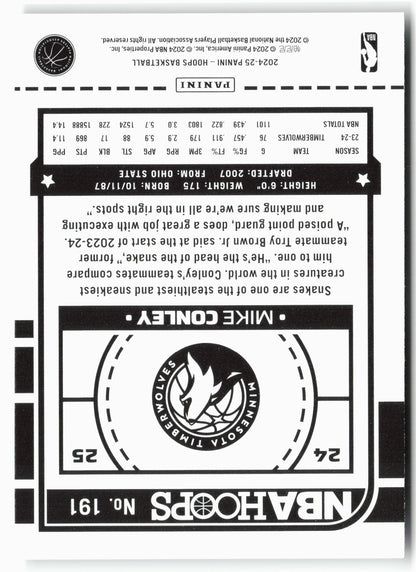 NBA HOOPS No. 191
24 25
MINNESOTA TIMBERWOLVES
• MIKE CONLEY •
Snakes are one of the stealthiest and sneakiest
creatures in the world. Conley's teammates compare
him to one. "He's the head of the snake," former
teammate Troy Brown Jr. said at the start of 2023-24.
"A poised point guard, does a great job with executing
and making sure we're all in the right spots."
HEIGHT: 6'0" WEIGHT: 175 BORN: 10/11/87
DRAFTED: 2007 FROM: OHIO STATE
SEASON TEAM G FG% FT% 3PM RPG APG STL BLK PTS PPG
23-24 TIMBERWOLVES 76 .457 .911 179 2.9 5.9 88 17 869 11.4
NBA TOTALS 1101 .439 .822 1803 3.0 5.7 1524 228 15888 14.4
PANINI
2024-25 PANINI – HOOPS BASKETBALL
© 2024 Panini America, Inc. © 2024 NBA Properties, Inc.
© 2024 the National Basketball Players Association. All rights reserved.
NBA